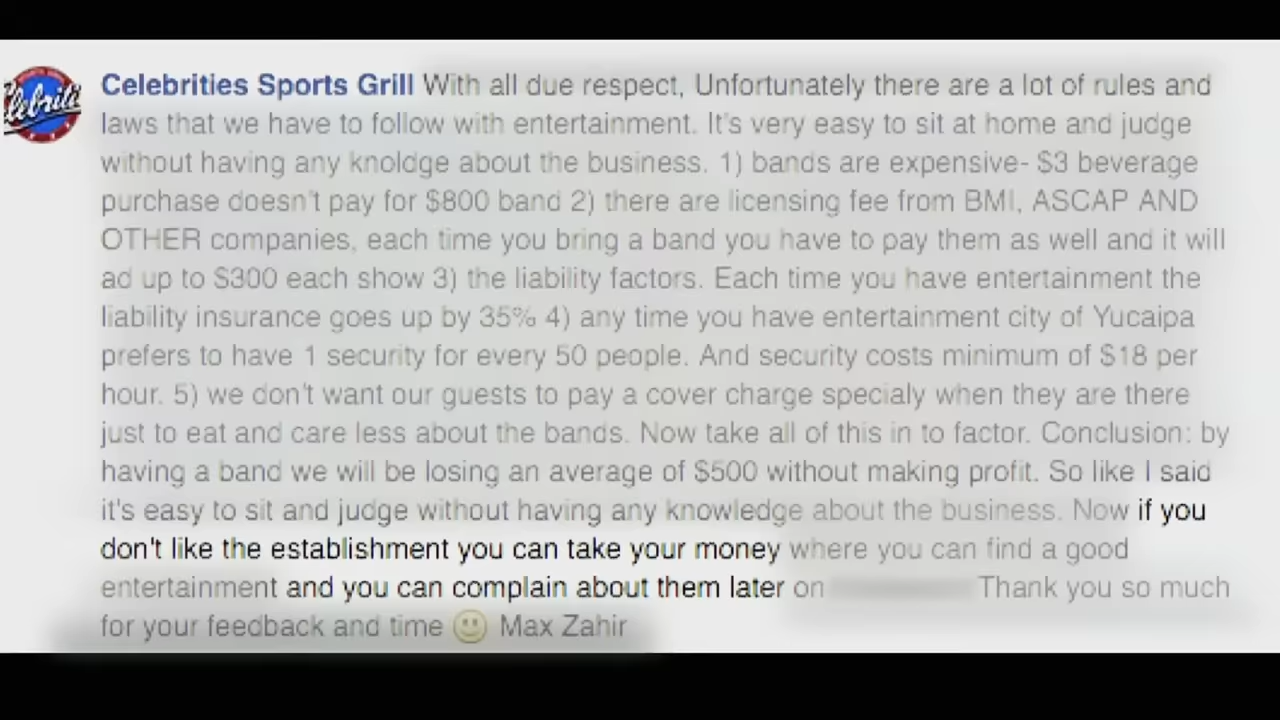 Celebrities Sports Grill With all due respect, Unfortunately there are a lot of rules and
laws that we have to follow with entertainment. It's very easy to sit at home and judge
without having any knoldge about the business. 1) bands are expensive- $3 beverage
purchase doesn't pay for $800 band 2) there are licensing fee from BMI, ASCAP AND
OTHER companies, each time you bring a band you have to pay them as well and it will
ad up to $300 each show 3) the liability factors. Each time you have entertainment the
liability insurance goes up by 35% 4) any time you have entertainment city of Yucaipa
prefers to have 1 security for every 50 people. And security costs minimum of $18 per
hour. 5) we don't want our guests to pay a cover charge specialy when they are there
just to eat and care less about the bands. Now take all of this in to factor. Conclusion: by
having a band we will be losing an average of $500 without making profit. So like I said
it's easy to sit and judge without having any knowledge about the business. Now if you
don't like the establishment you can take your money where you can find a good
entertainment and you can complain about them later on Thank you so much
for your feedback and time 🙂 Max Zahir